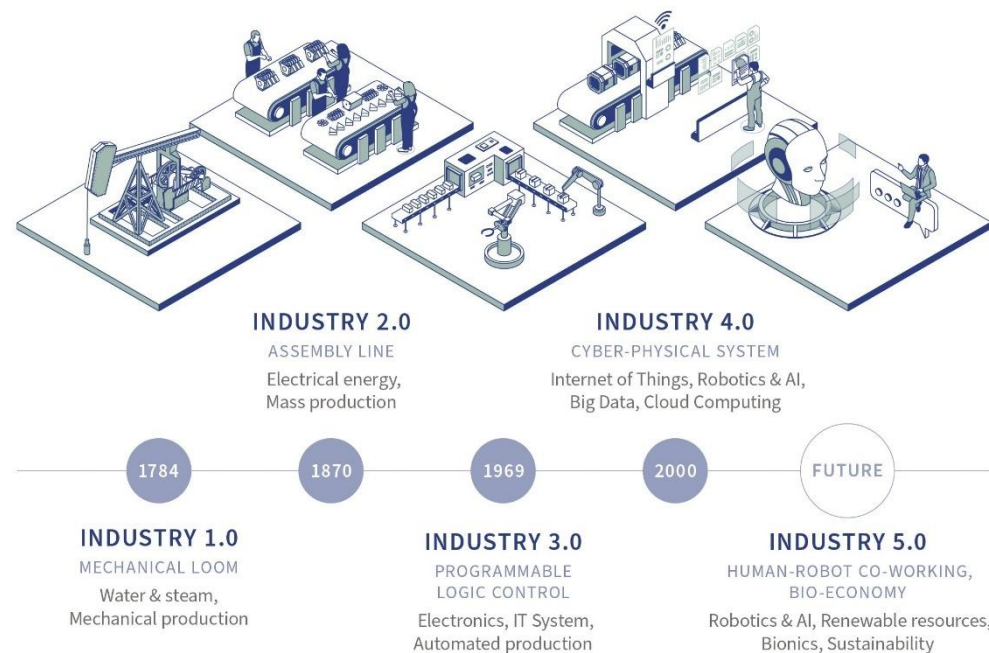 INDUSTRY 2.0
ASSEMBLY LINE
Electrical energy,
Mass production
INDUSTRY 4.0
CYBER-PHYSICAL SYSTEM
Internet of Things, Robotics & AI,
Big Data, Cloud Computing
1784
1870
1969
2000
FUTURE
INDUSTRY 1.0
MECHANICAL LOOM
Water & steam,
Mechanical production
INDUSTRY 3.0
PROGRAMMABLE
LOGIC CONTROL
Electronics, IT System,
Automated production
INDUSTRY 5.0
HUMAN-ROBOT CO-WORKING,
BIO-ECONOMY
Robotics & AI, Renewable resources,
Bionics, Sustainability